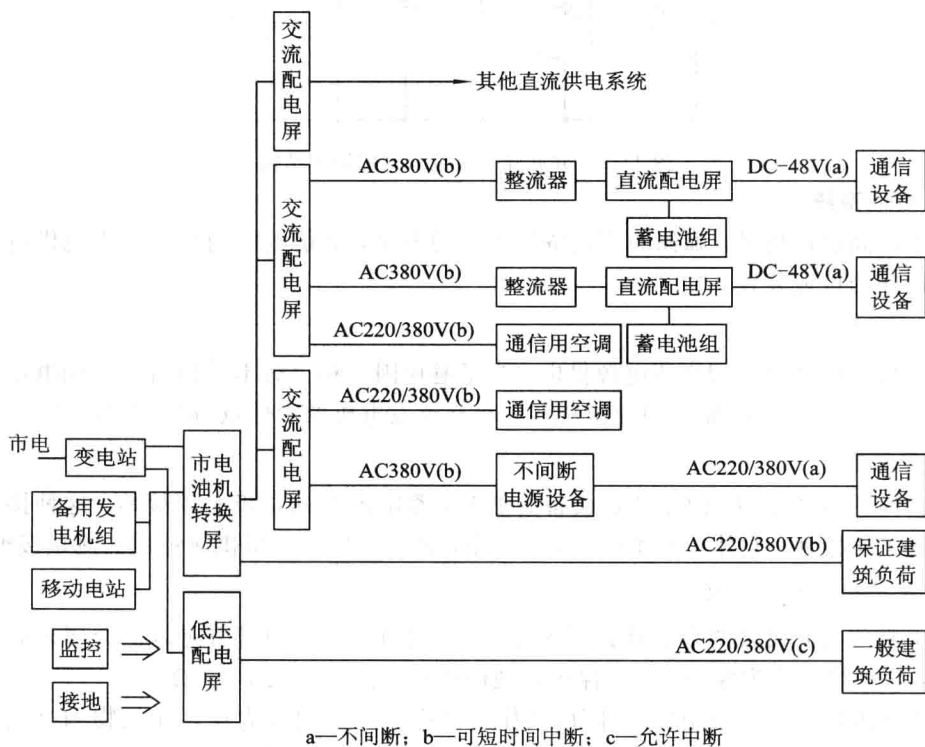 交流配电屏
其他直流供电系统
交流配电屏
AC380V(b)
整流器
直流配电屏
DC-48V(a)
通信
设备
蓄电池组
AC380V(b)
整流器
直流配电屏
DC-48V(a)
通信
设备
蓄电池组
AC220/380V(b)
通信用空调
交流配电屏
AC220/380V(b)
通信用空调
AC380V(b)
不间断
电源设备
AC220/380V(a)
通信
设备
市电
变电站
备用发
电机组
移动电站
市电
油机
转换
屏
AC220/380V(b)
保证建
筑负荷
监控
接地
低压
配电
屏
AC220/380V(c)
一般建
筑负荷
a—不间断；b—可短时间中断；c—允许中断